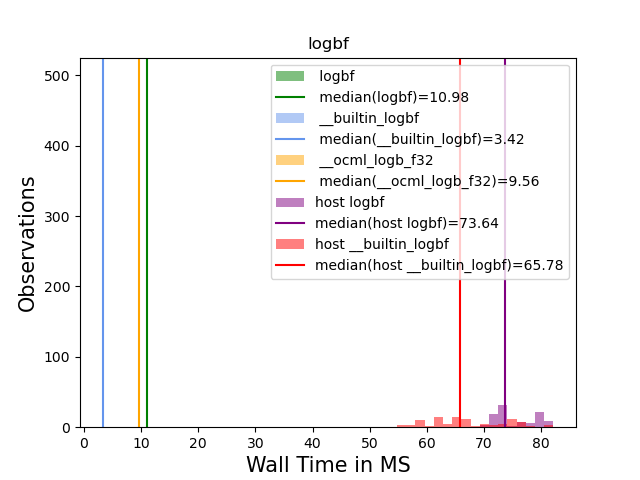 logbf
500
400
300
200
100
0
Observations
logbf
median(logbf)=10.98
__builtin_logbf
median(__builtin_logbf)=3.42
__ocml_logb_f32
median(__ocml_logb_f32)=9.56
host logbf
median(host logbf)=73.64
host __builtin_logbf
median(host __builtin_logbf)=65.78
0 10 20 30 40 50 60 70 80
Wall Time in MS